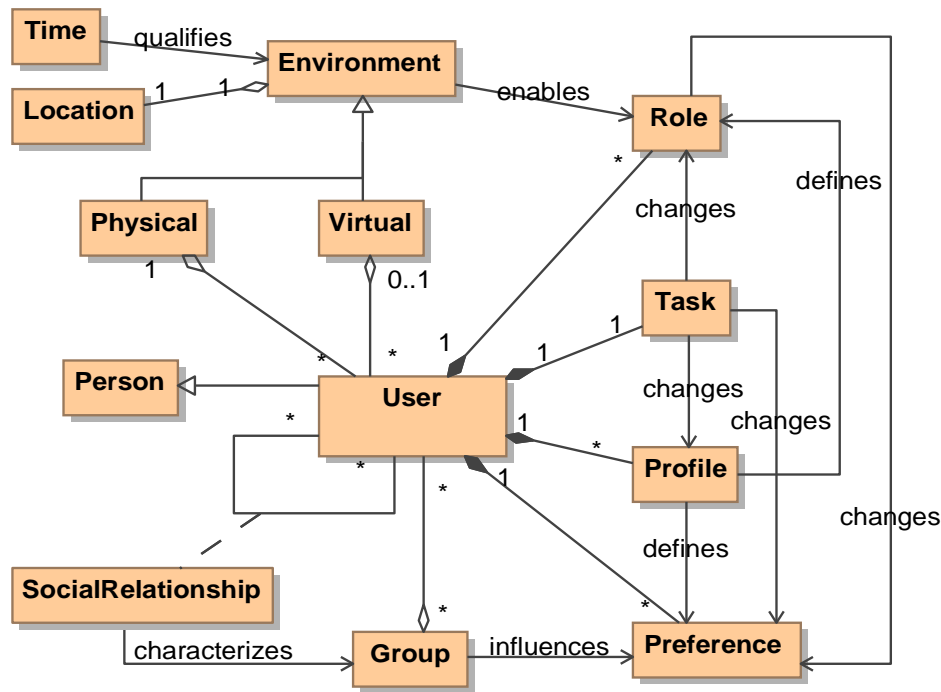 Time
qualifies
Environment
Location
1
1
enables
Role
*
defines
changes
Physical
Virtual
1
0..1
Task
1
1
1
*
*
Person
User
changes
changes
*
1
*
Profile
*
*
1
changes
defines
SocialRelationship
*
*
characterizes
Group
influences
Preference